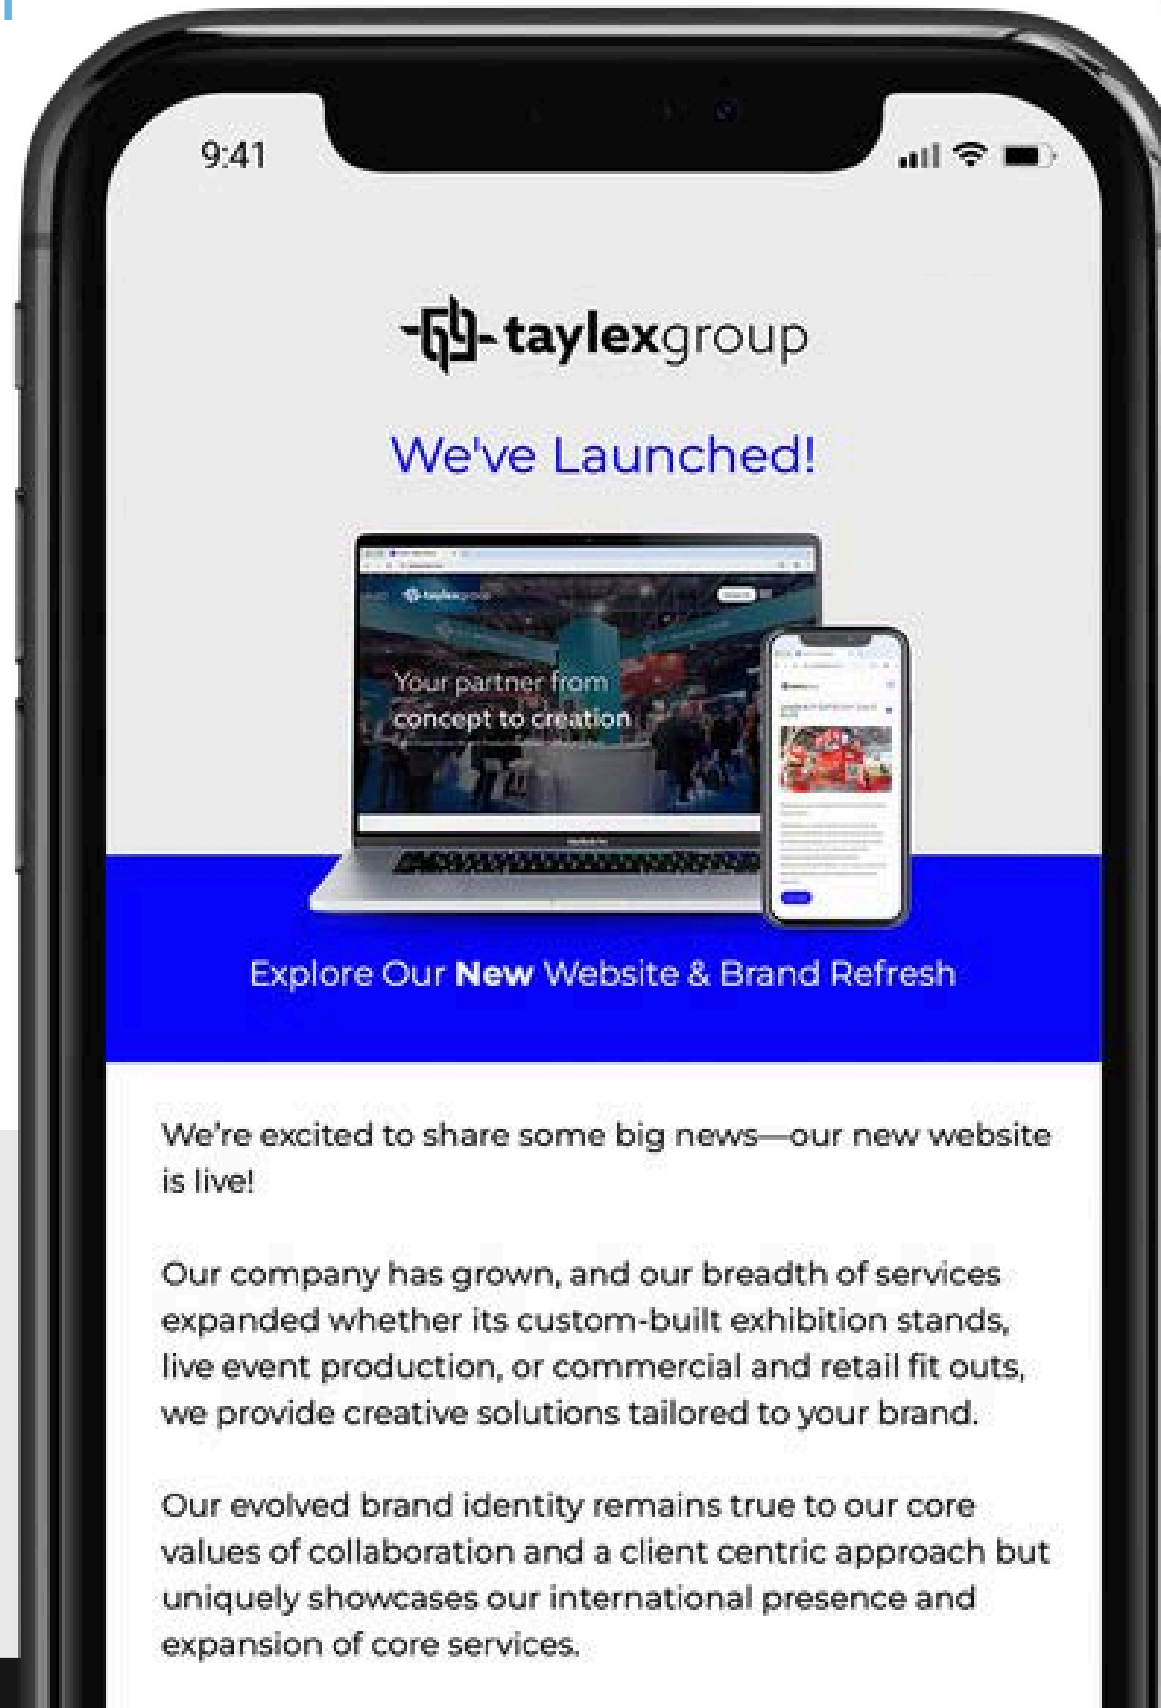 9:41
taylexgroup
We've Launched!
taylexgroup
Your partner from
concept to creation
Explore Our New Website & Brand Refresh
We're excited to share some big news—our new website
is live!
Our company has grown, and our breadth of services
expanded whether its custom-built exhibition stands,
live event production, or commercial and retail fit outs,
we provide creative solutions tailored to your brand.
Our evolved brand identity remains true to our core
values of collaboration and a client centric approach but
uniquely showcases our international presence and
expansion of core services.